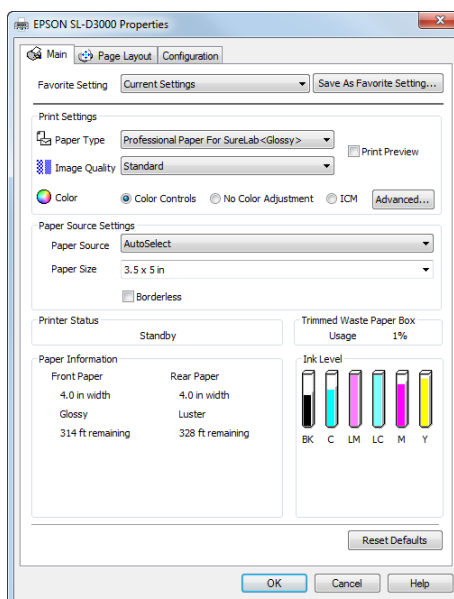 EPSON SL-D3000 Properties
Main Page Layout Configuration
Favorite Setting Current Settings Save As Favorite Setting...
Print Settings
Paper Type Professional Paper For SureLab<Glossy>
Print Preview
Image Quality Standard
Color Color Controls No Color Adjustment ICM Advanced...
Paper Source Settings
Paper Source AutoSelect
Paper Size 3.5 x 5 in
Borderless
Printer Status Trimmed Waste Paper Box
Standby Usage 1%
Paper Information Ink Level
Front Paper Rear Paper
4.0 in width 4.0 in width
Glossy Luster
314 ft remaining 328 ft remaining
BK C LM LC M Y
Reset Defaults
OK Cancel Help